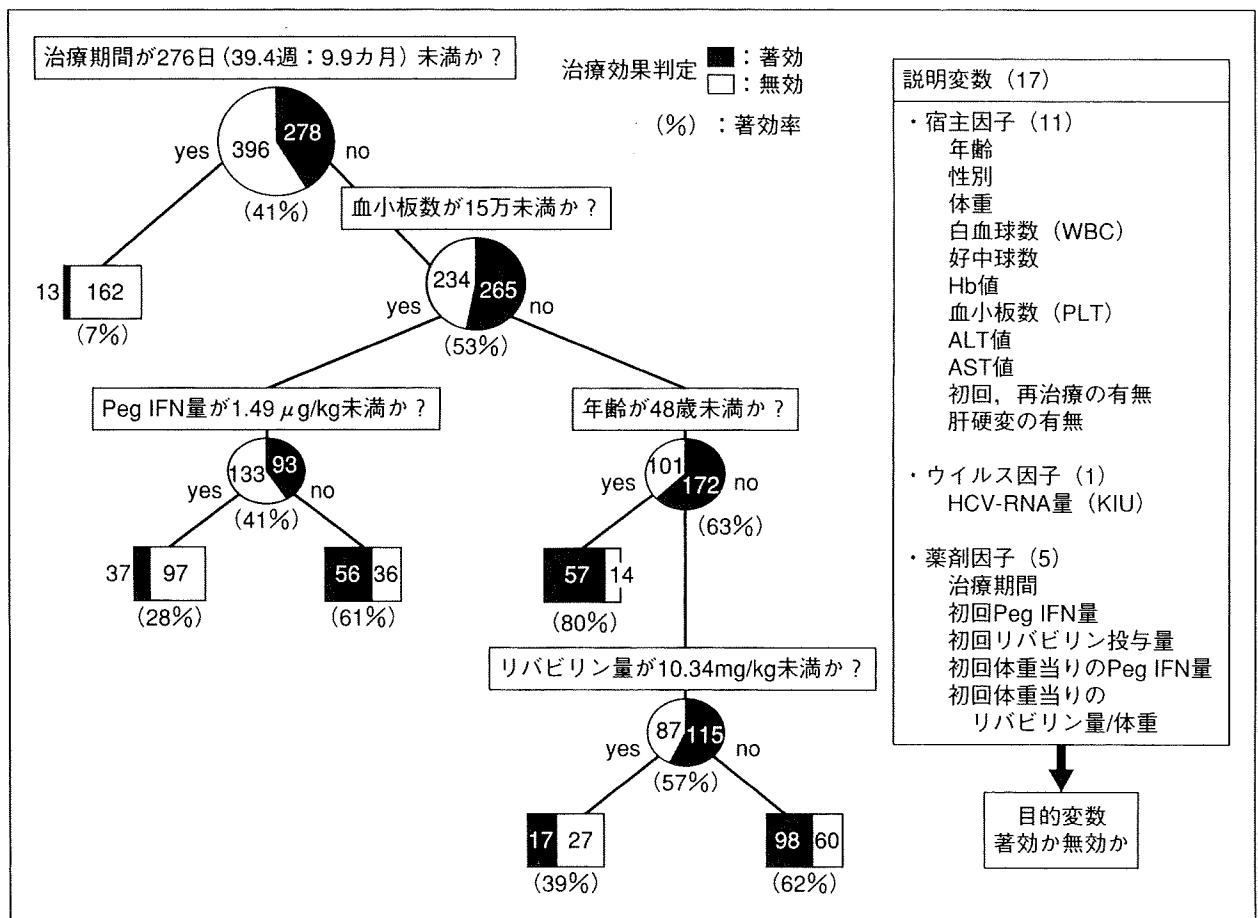 治療期間が276日(39.4週：9.9カ月)未満か？
治療効果判定 ■：著効
□：無効
(%)：著効率
278
396
yes
no
(41%)
血小板数が15万未満か？
13
162
(7%)
234
265
yes
no
(53%)
Peg IFN量が1.49μg/kg未満か？
133
93
yes
no
(41%)
37
97
(28%)
56
36
(61%)
年齢が48歳未満か？
101
172
yes
no
(63%)
57
14
(80%)
リバビリン量が10.34mg/kg未満か？
87
115
yes
no
(57%)
17
27
(39%)
98
60
(62%)
説明変数(17)
・宿主因子(11)
年齢
性別
体重
白血球数(WBC)
好中球数
Hb値
血小板数(PLT)
ALT値
AST値
初回，再治療の有無
肝硬変の有無
・ウイルス因子(1)
HCV-RNA量(KIU)
・薬剤因子(5)
治療期間
初回Peg IFN量
初回リバビリン投与量
初回体重当りのPeg IFN量
初回体重当りの
リバビリン量/体重
目的変数
著効か無効か